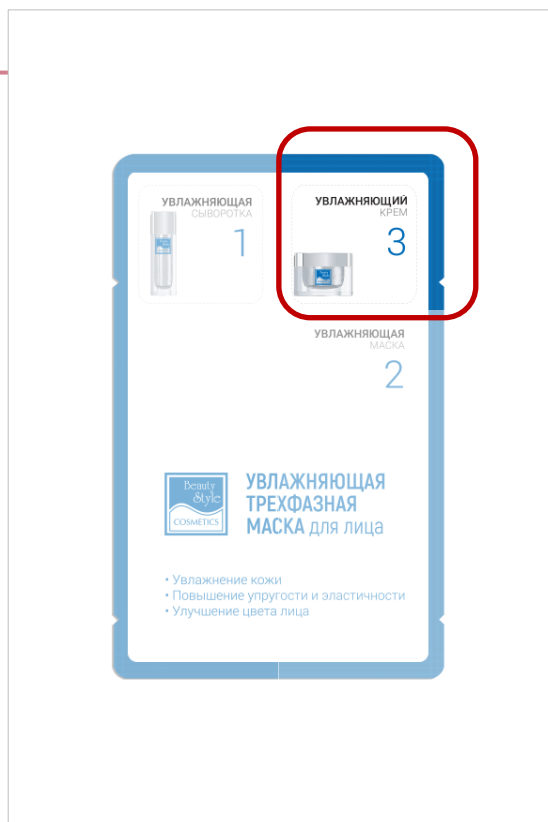 УВЛАЖНЯЮЩАЯ
СЫВОРОТКА
1
УВЛАЖНЯЮЩИЙ
КРЕМ
3
УВЛАЖНЯЮЩАЯ
МАСКА
2
Beauty
Style
COSMETICS
УВЛАЖНЯЮЩАЯ
ТРЕХФАЗНАЯ
МАСКА для лица
• Увлажнение кожи
• Повышение упругости и эластичности
• Улучшение цвета лица